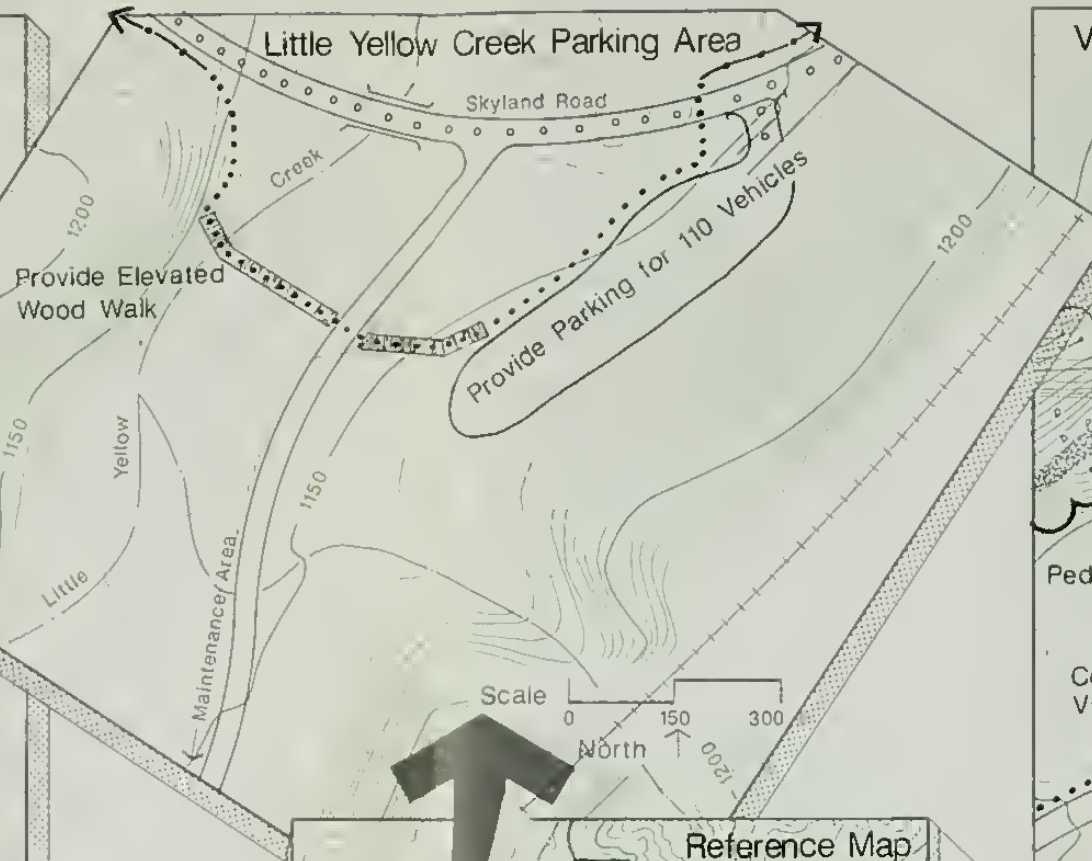 Little Yellow Creek Parking Area
V
Skyland Road
Creek
1200
1200
Provide Elevated
Wood Walk
Provide Parking for 110 Vehicles
1150
Yellow
1150
Little
Maintenance Area
Ped
Scale
0 150 300
North
1200
Co
V
Reference Map